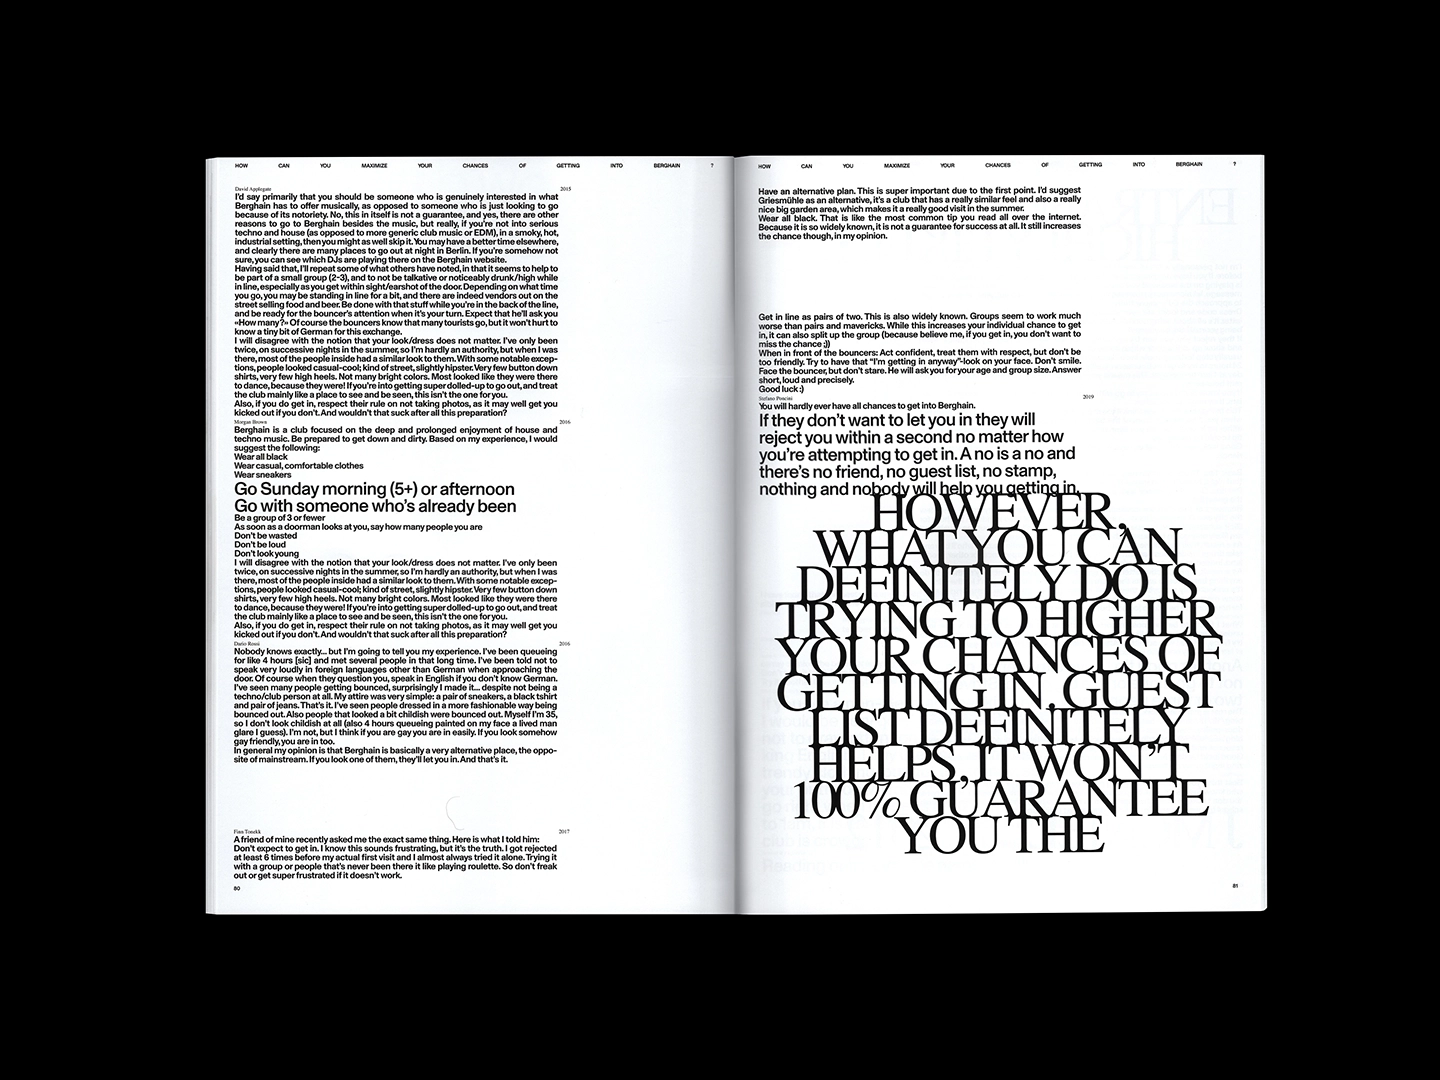 HOW CAN YOU MAXIMIZE YOUR CHANCES OF GETTING INTO BERGHAIN ?
David Applegate 2015
I'd say primarily that you should be someone who is genuinely interested in what
Berghain has to offer musically, as opposed to someone who is just looking to go
because of its notoriety. No, this in itself is not a guarantee, and yes, there are other
reasons to go to Berghain besides the music, but really, if you're not into serious
techno and house (as opposed to more generic club music or EDM), in a smoky, hot,
industrial setting, then you might as well skip it. You may have a better time elsewhere,
and clearly there are many places to go out at night in Berlin. If you're somehow not
sure, you can see which DJs are playing there on the Berghain website.
Having said that, I'll repeat some of what others have noted, in that it seems to help to
be part of a small group (2-3), and to not be talkative or noticeably drunk/high while
in line, especially as you get within sight/earshot of the door. Depending on what time
you go, you may be standing in line for a bit, and there are indeed vendors out on the
street selling food and beer. Be done with that stuff while you're in the back of the line,
and be ready for the bouncer's attention when it's your turn. Expect that he'll ask you
«How many?» Of course the bouncers know that many tourists go, but it won't hurt to
know a tiny bit of German for this exchange.
I will disagree with the notion that your look/dress does not matter. I've only been
twice, on successive nights in the summer, so I'm hardly an authority, but when I was
there, most of the people inside had a similar look to them. With some notable excep-
tions, people looked casual-cool; kind of street, slightly hipster. Very few button down
shirts, very few high heels. Not many bright colors. Most looked like they were there
to dance, because they were! If you're into getting super dolled-up to go out, and treat
the club mainly like a place to see and be seen, this isn't the one for you.
Also, if you do get in, respect their rule on not taking photos, as it may well get you
kicked out if you don't. And wouldn't that suck after all this preparation?
Morgan Brown 2016
Berghain is a club focused on the deep and prolonged enjoyment of house and
techno music. Be prepared to get down and dirty. Based on my experience, I would
suggest the following:
Wear all black
Wear casual, comfortable clothes
Wear sneakers
Go Sunday morning (5+) or afternoon
Go with someone who's already been
Be a group of 3 or fewer
As soon as a doorman looks at you, say how many people you are
Don't be wasted
Don't be loud
Don't look young
I will disagree with the notion that your look/dress does not matter. I've only been
twice, on successive nights in the summer, so I'm hardly an authority, but when I was
there, most of the people inside had a similar look to them. With some notable excep-
tions, people looked casual-cool; kind of street, slightly hipster. Very few button down
shirts, very few high heels. Not many bright colors. Most looked like they were there
to dance, because they were! If you're into getting super dolled-up to go out, and treat
the club mainly like a place to see and be seen, this isn't the one for you.
Also, if you do get in, respect their rule on not taking photos, as it may well get you
kicked out if you don't. And wouldn't that suck after all this preparation?
Dario Rossi 2016
Nobody knows exactly... but I'm going to tell you my experience. I've been queueing
for like 4 hours [sic] and met several people in that long time. I've been told not to
speak very loudly in foreign languages other than German when approaching the
door. Of course when they question you, speak in English if you don't know German.
I've seen many people getting bounced, surprisingly I made it... despite not being a
techno/club person at all. My attire was very simple: a pair of sneakers, a black tshirt
and pair of jeans. That's it. I've seen people dressed in a more fashionable way being
bounced out. Also people that looked a bit childish were bounced out. Myself I'm 35,
so I don't look childish at all (also 4 hours queueing painted on my face a lived man
glare I guess). I'm not, but I think if you are gay you are in easily. If you look somehow
gay friendly, you are in too.
In general my opinion is that Berghain is basically a very alternative place, the oppo-
site of mainstream. If you look one of them, they'll let you in. And that's it.
Finn Tonekk 2017
A friend of mine recently asked me the exact same thing. Here is what I told him:
Don't expect to get in. I know this sounds frustrating, but it's the truth. I got rejected
at least 6 times before my actual first visit and I almost always tried it alone. Trying it
with a group or people that's never been there it like playing roulette. So don't freak
out or get super frustrated if it doesn't work.
80
HOW CAN YOU MAXIMIZE YOUR CHANCES OF GETTING INTO BERGHAIN ?
Have an alternative plan. This is super important due to the first point. I'd suggest
Griesmühle as an alternative, it's a club that has a really similar feel and also a really
nice big garden area, which makes it a really good visit in the summer.
Wear all black. That is like the most common tip you read all over the internet.
Because it is so widely known, it is not a guarantee for success at all. It still increases
the chance though, in my opinion.
Get in line as pairs of two. This is also widely known. Groups seem to work much
worse than pairs and mavericks. While this increases your individual chance to get
in, it can also split up the group (because believe me, if you get in, you don't want to
miss the chance ;))
When in front of the bouncers: Act confident, treat them with respect, but don't be
too friendly. Try to have that "I'm getting in anyway"-look on your face. Don't smile.
Face the bouncer, but don't stare. He will ask you for your age and group size. Answer
short, loud and precisely.
Good luck :)
Stefano Poncini 2019
You will hardly ever have all chances to get into Berghain.
If they don't want to let you in they will
reject you within a second no matter how
you're attempting to get in. A no is a no and
there's no friend, no guest list, no stamp,
nothing and nobody will help you getting in.
HOWEVER,
WHAT YOU CAN
DEFINITELY DO IS
TRYING TO HIGHER
YOUR CHANCES OF
GETTING IN. GUEST
LIST DEFINITELY
HELPS, IT WON'T
100% GUARANTEE
YOU THE
81